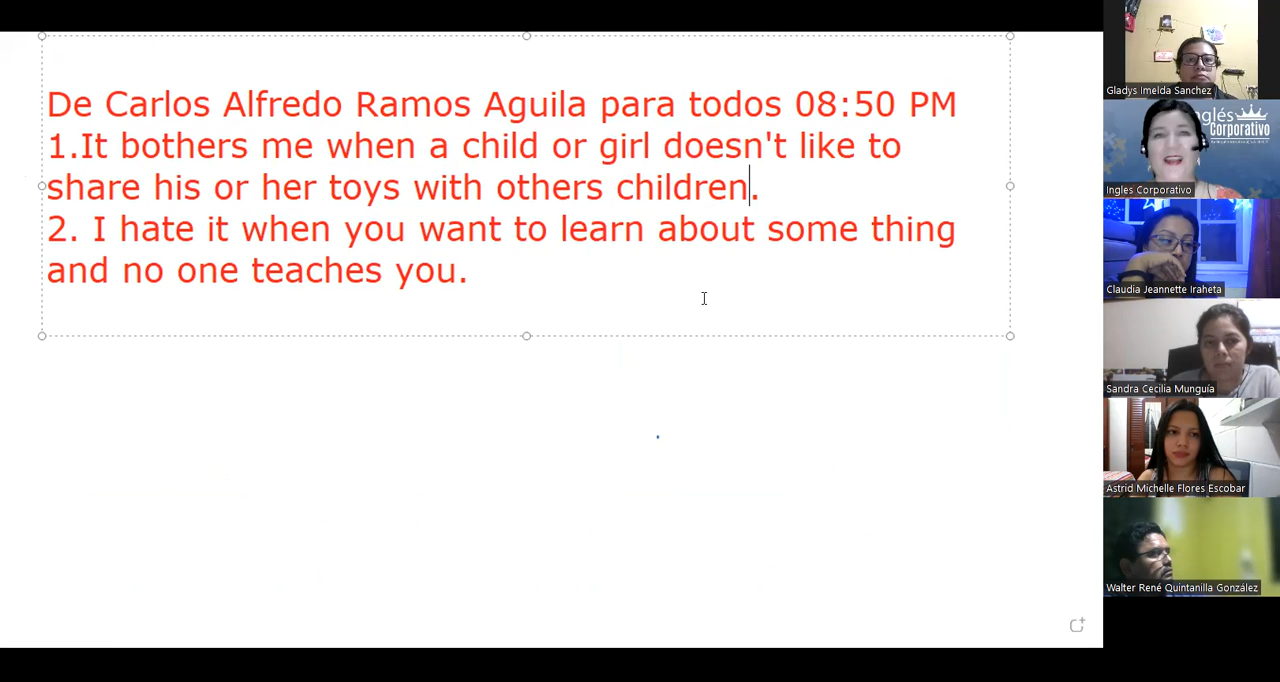 De Carlos Alfredo Ramos Aguila para todos 08:50 PM
1.It bothers me when a child or girl doesn't like to
share his or her toys with others children.
2. I hate it when you want to learn about some thing
and no one teaches you.
Gladys Imelda Sanchez
Inglés
Corporativo
Ingles Corporativo
Claudia Jeannette Iraheta
Sandra Cecilia Munguía
Astrid Michelle Flores Escobar
Walter René Quintanilla González